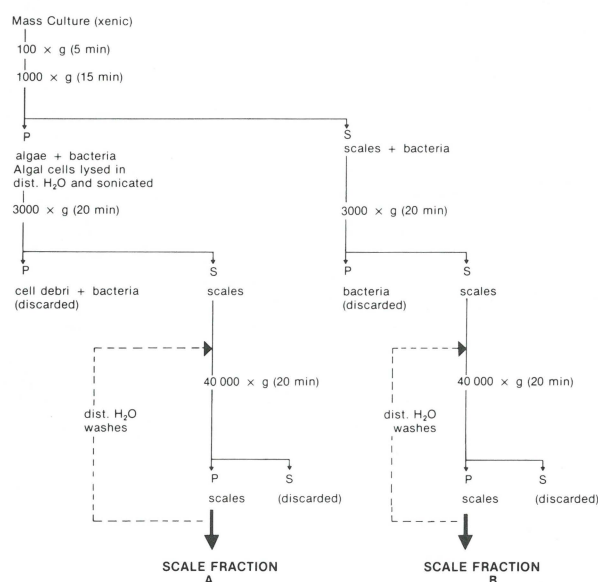 Mass Culture (xenic)
100 × g (5 min)
1000 × g (15 min)
P
algae + bacteria
Algal cells lysed in
dist. H₂O and sonicated
3000 × g (20 min)
S
scales + bacteria
3000 × g (20 min)
P
cell debri + bacteria
(discarded)
S
scales
P
bacteria
(discarded)
S
scales
40 000 × g (20 min)
dist. H₂O
washes
P
scales
S
(discarded)
40 000 × g (20 min)
dist. H₂O
washes
P
scales
S
(discarded)
SCALE FRACTION
A
SCALE FRACTION
B